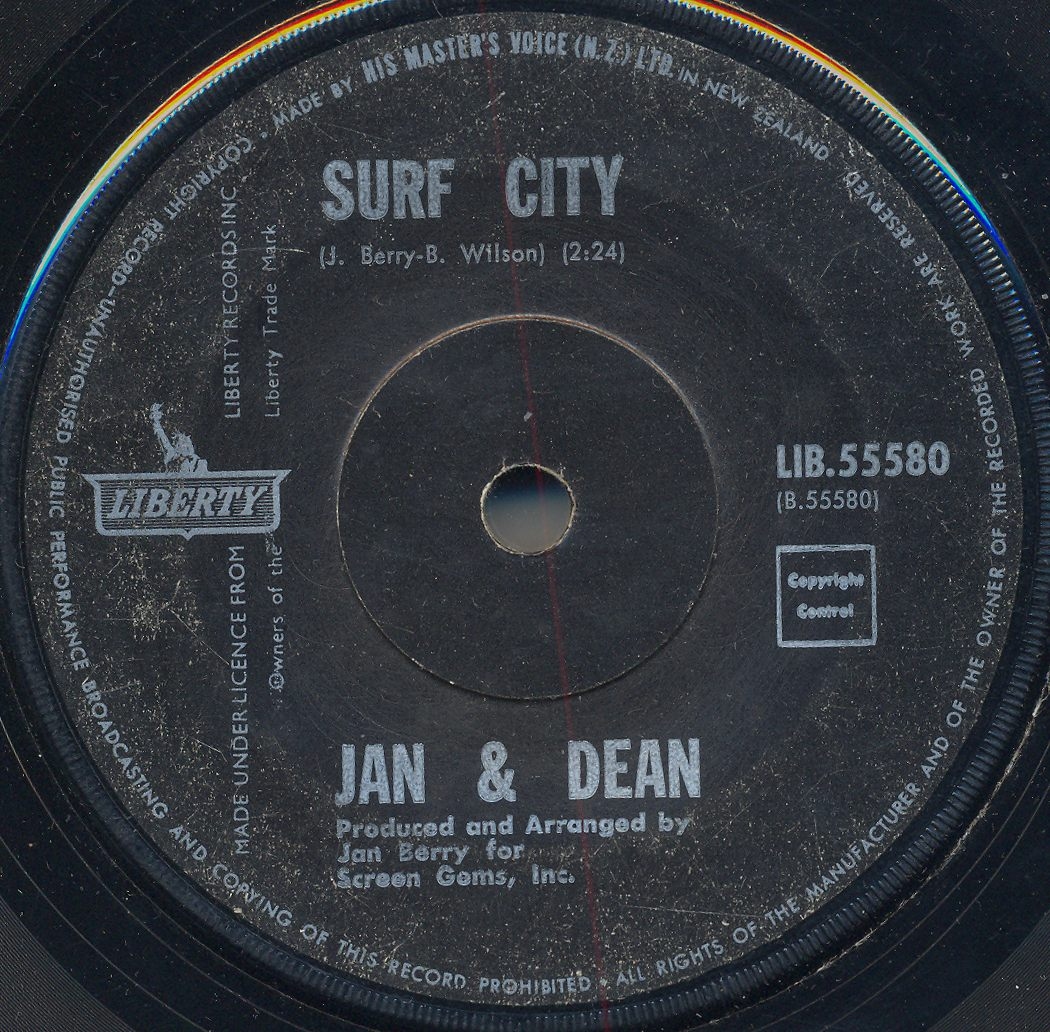 COPYRIGHT RECORD—UNAUTHORISED PUBLIC PERFORMANCE BROADCASTING AND COPYING OF THIS RECORD PROHIBITED • ALL RIGHTS OF THE MANUFACTURER AND OF THE OWNER OF THE RECORDED WORK ARE RESERVED
• MADE BY HIS MASTER'S VOICE (N.Z.) LTD. IN NEW ZEALAND
SURF CITY
(J. Berry-B. Wilson) (2:24)
MADE UNDER LICENCE FROM LIBERTY RECORDS INC.
Owners of the Liberty Trade Mark
LIBERTY
LIB.55580
(B.55580)
Copyright
Control
JAN & DEAN
Produced and Arranged by
Jan Berry for
Screen Gems, Inc.